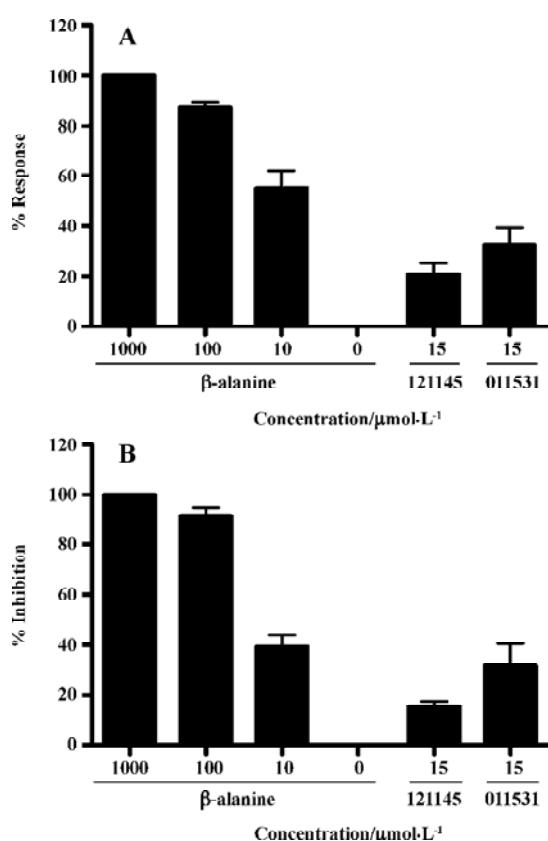 A
% Response
120
100
80
60
40
20
0
1000 100 10 0 15 15
β-alanine 121145 011531
Concentration/μmol·L⁻¹
B
% Inhibition
120
100
80
60
40
20
0
1000 100 10 0 15 15
β-alanine 121145 011531
Concentration/μmol·L⁻¹